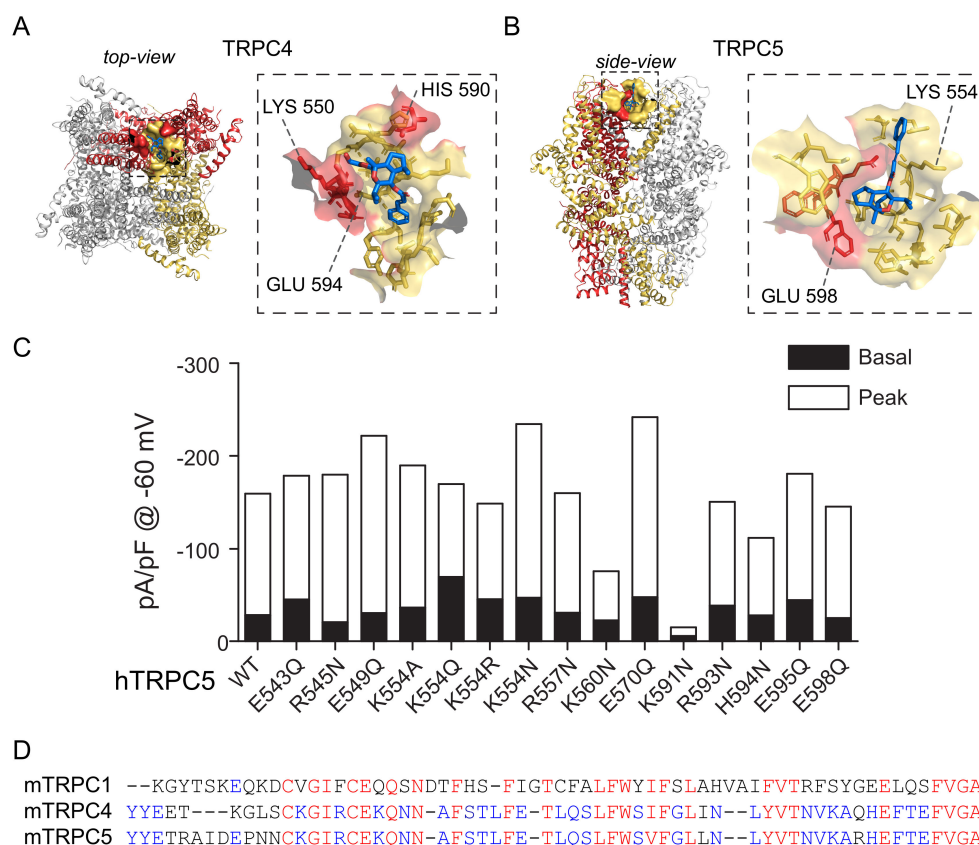 A
TRPC4
top-view
LYS 550
HIS 590
GLU 594
B
TRPC5
side-view
LYS 554
GLU 598
C
pA/pF @ -60 mV
-300
-200
-100
0
Basal
Peak
hTRPC5
WT
E543Q
R545N
E549Q
K554A
K554Q
K554R
K554N
R557N
K560N
E570Q
K591N
R593N
H594N
E595Q
E598Q
D
mTRPC1 --KGYTSKEQKDCVGIFCEQQSNDTFHS-FIGTCFALFWYIFSLAHVAIFVTRFSYGEELQSFVGA
mTRPC4 YYEET---KGLSCKGIRCEKQNN-AFSTLFE-TLQSLFWSIFGLIN--LYVTNVKAQHEFTEFVGA
mTRPC5 YYETRAIDEPNNCKGIRCEKQNN-AFSTLFE-TLQSLFWSVFGLLN--LYVTNVKARHEFTEFVGA